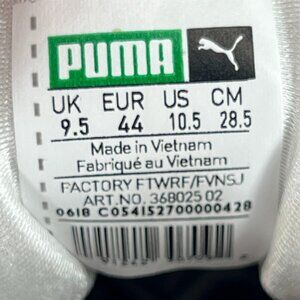 PUMA
UK EUR US CM
9.5 44 10.5 28.5
Made in Vietnam
Fabriqué au Vietnam
FACTORY FTWRF/FVNSJ
ART.NO. 368025 02
0618 C054152700000428